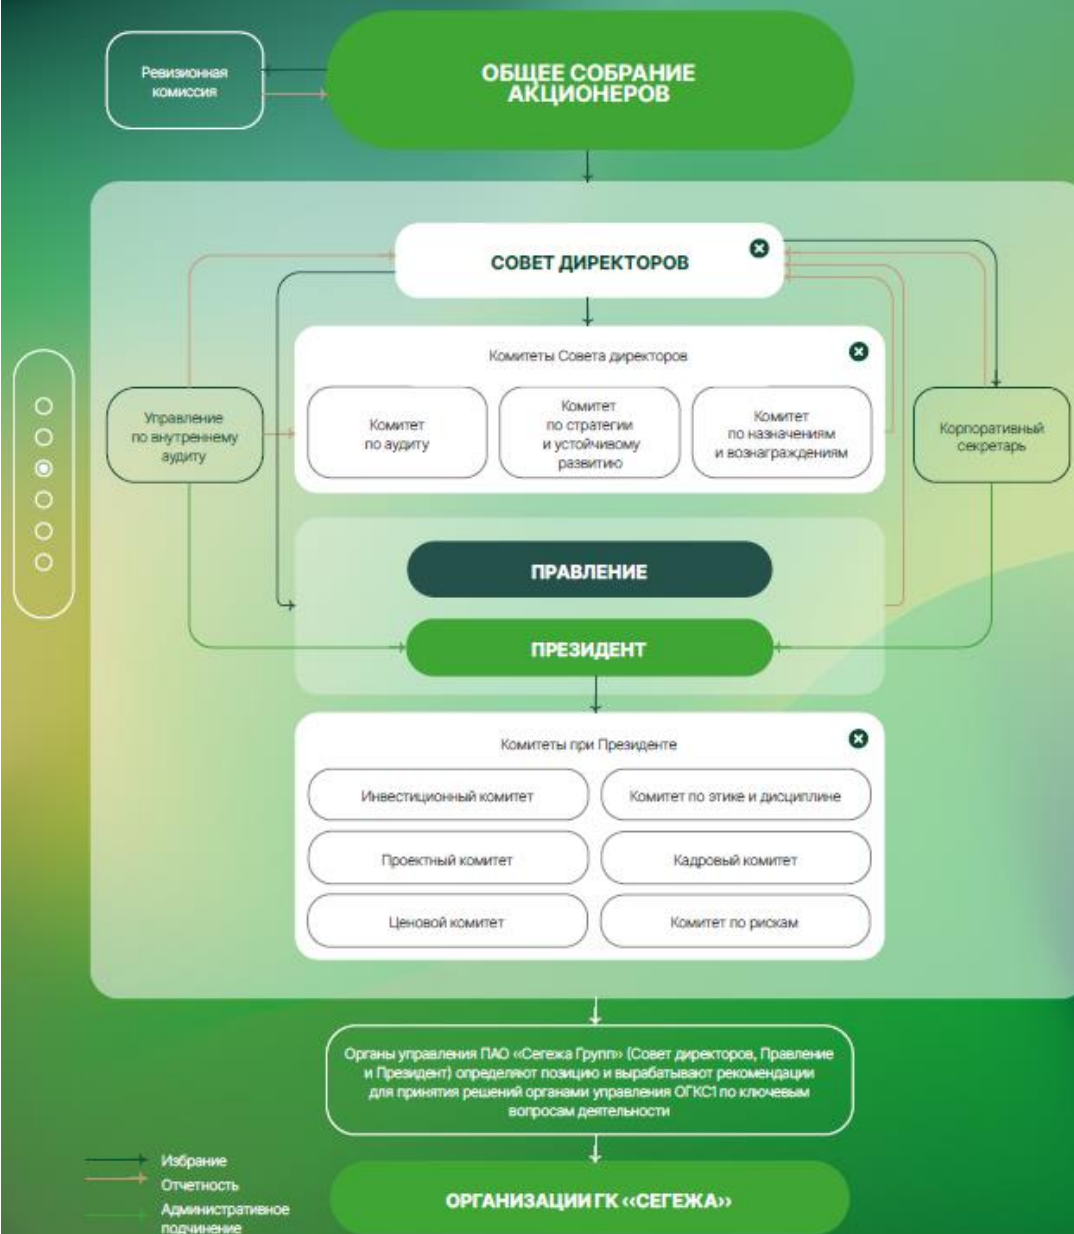 Ревизионная
комиссия
ОБЩЕЕ СОБРАНИЕ
АКЦИОНЕРОВ
СОВЕТ ДИРЕКТОРОВ
Комитеты Совета директоров
Управление
по внутреннему
аудиту
Комитет
по аудиту
Комитет
по стратегии
и устойчивому
развитию
Комитет
по назначениям
и вознаграждениям
Корпоративный
секретарь
ПРАВЛЕНИЕ
ПРЕЗИДЕНТ
Комитеты при Президенте
Инвестиционный комитет
Комитет по этике и дисциплине
Проектный комитет
Кадровый комитет
Ценовой комитет
Комитет по рискам
Органы управления ПАО «Сегежа Групп» (Совет директоров, Правление
и Президент) определяют позицию и вырабатывают рекомендации
для принятия решений органами управления ОГКС1 по ключевым
вопросам деятельности
Избрание
Отчетность
Административное
подчинение
ОРГАНИЗАЦИИ ГК «СЕГЕЖА»